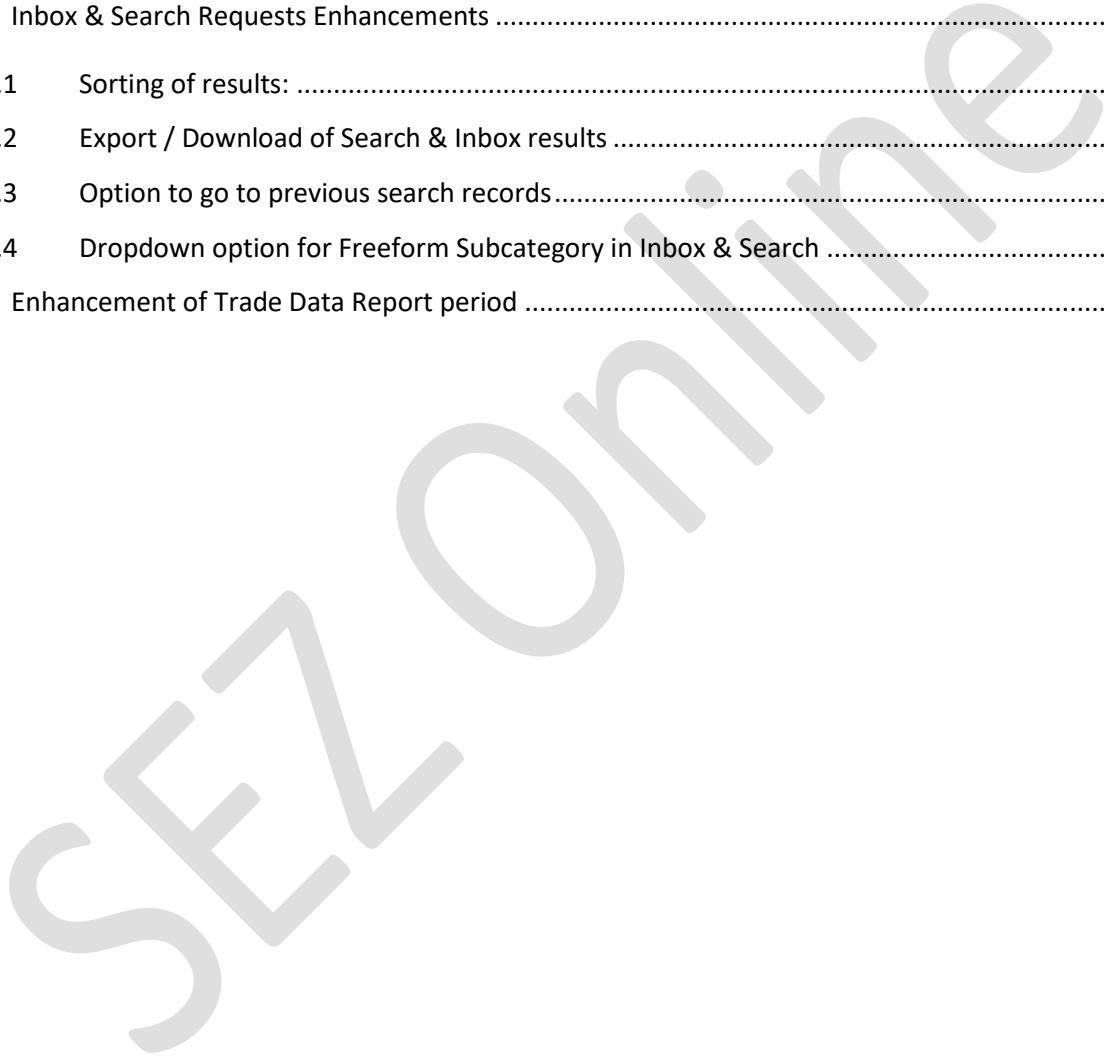 Inbox & Search Requests Enhancements ........................................................................................
.1 Sorting of results: ........................................................................................................................
.2 Export / Download of Search & Inbox results ........................................................................
.3 Option to go to previous search records ................................................................................
.4 Dropdown option for Freeform Subcategory in Inbox & Search .........................................
Enhancement of Trade Data Report period ....................................................................................
SEZ Online